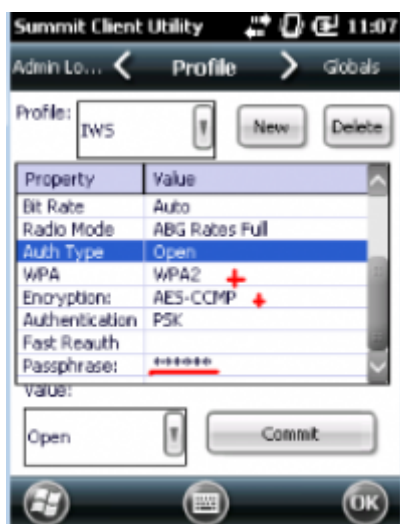 Summit Client Utility 11:07
Admin Lo... Profile Globals
Profile:
IWS New Delete
Property Value
Bit Rate Auto
Radio Mode ABG Rates Full
Auth Type Open
WPA WPA2
Encryption: AES-CCMP
Authentication PSK
Fast Reauth
Passphrase: ******
Value:
Open Commit
OK